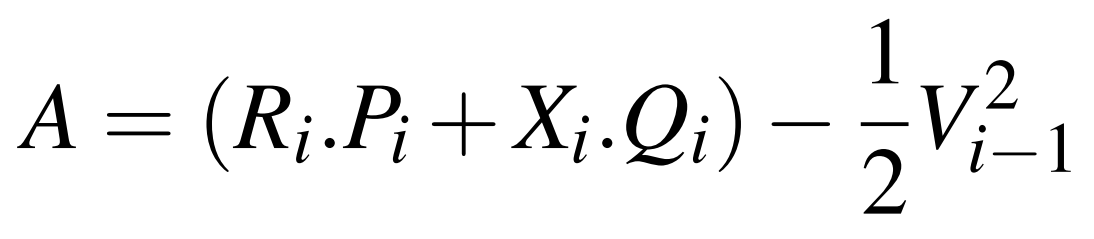 A = (R_i.P_i + X_i.Q_i) - \frac{1}{2}V_{i-1}^2